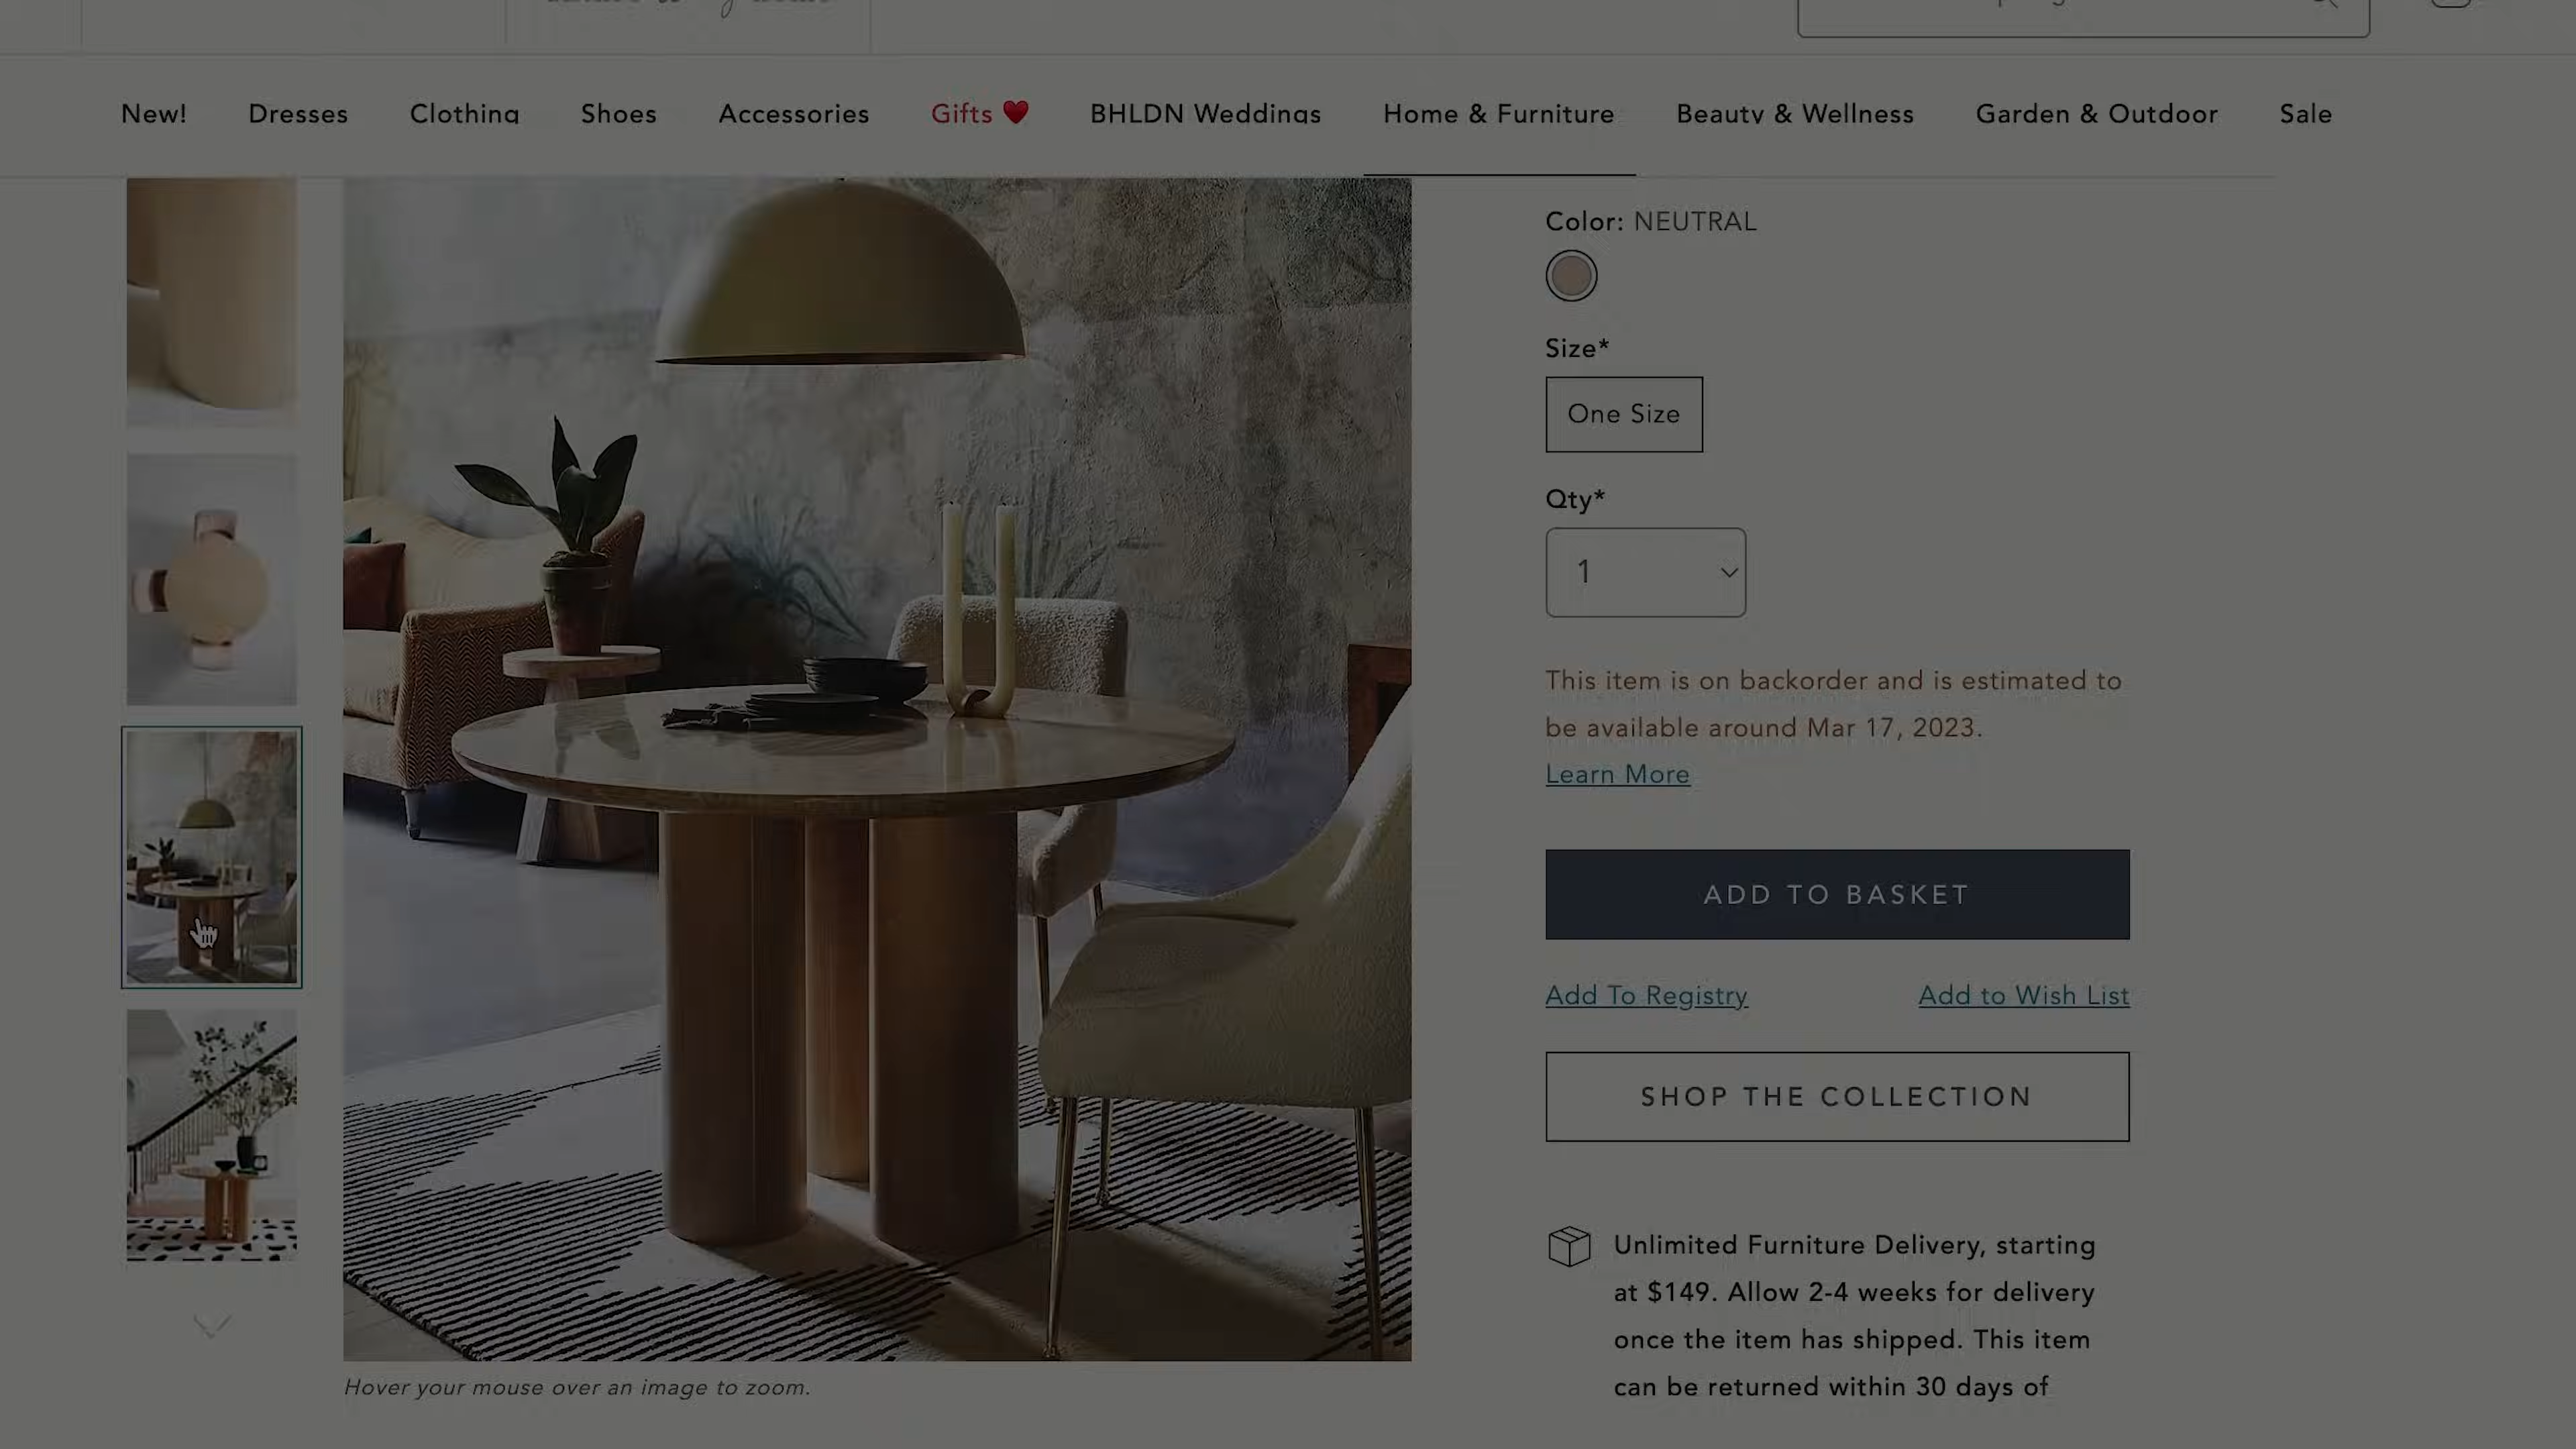 New! Dresses Clothing Shoes Accessories Gifts ❤ BHLDN Weddings Home & Furniture Beauty & Wellness Garden & Outdoor Sale
Color: NEUTRAL
Size*
One Size
Qty*
1
This item is on backorder and is estimated to
be available around Mar 17, 2023.
Learn More
ADD TO BASKET
Add To Registry Add to Wish List
SHOP THE COLLECTION
Unlimited Furniture Delivery, starting
at $149. Allow 2-4 weeks for delivery
once the item has shipped. This item
can be returned within 30 days of
Hover your mouse over an image to zoom.